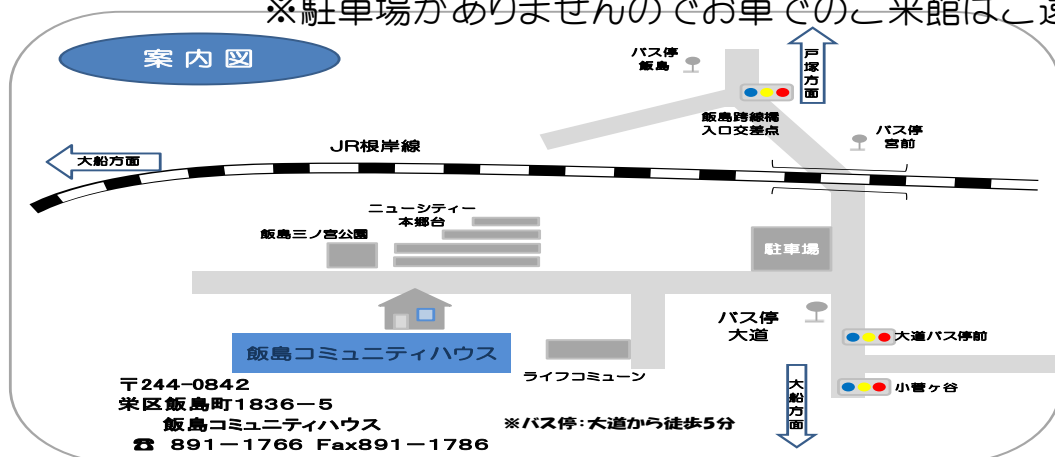 ※駐車場がありませんのでお車でのご来館はご遠
案内図
バス停
飯島
戸塚方面
飯島跨線橋
入口交差点
バス停
宮前
JR根岸線
大船方面
ニューシティー
本郷台
飯島三ノ宮公園
駐車場
バス停
大道
大道バス停前
飯島コミュニティハウス
ライフコミューン
小菅ヶ谷
大船方面
〒244-0842
栄区飯島町1836－5
飯島コミュニティハウス
☎ 891－1766 Fax891－1786
※バス停：大道から徒歩5分